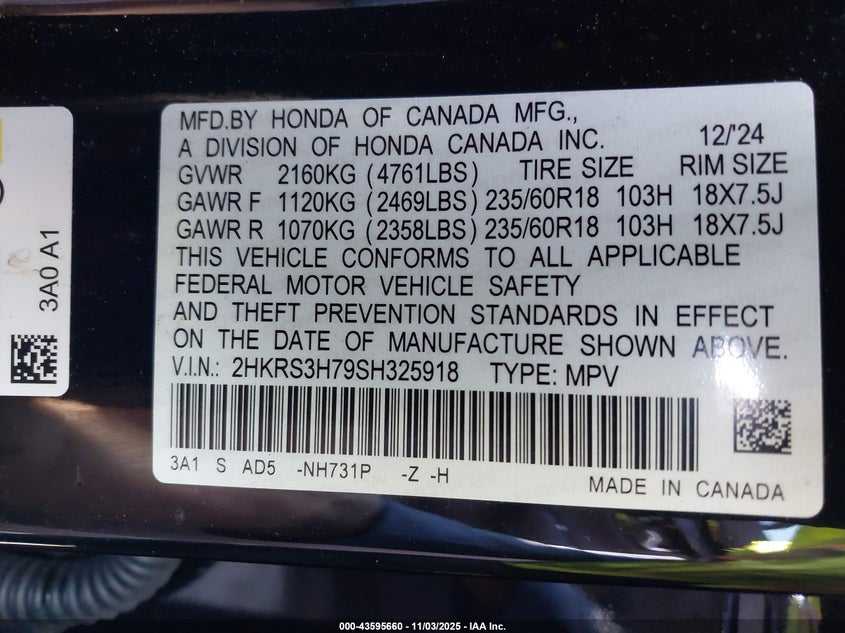 MFD.BY HONDA OF CANADA MFG.,
A DIVISION OF HONDA CANADA INC. 12/'24
GVWR 2160KG (4761LBS) TIRE SIZE RIM SIZE
GAWR F 1120KG (2469LBS) 235/60R18 103H 18X7.5J
GAWR R 1070KG (2358LBS) 235/60R18 103H 18X7.5J
THIS VEHICLE CONFORMS TO ALL APPLICABLE
FEDERAL MOTOR VEHICLE SAFETY
AND THEFT PREVENTION STANDARDS IN EFFECT
ON THE DATE OF MANUFACTURE SHOWN ABOVE.
V.I.N.: 2HKRS3H79SH325918 TYPE: MPV
3A1 S AD5 -NH731P -Z -H
MADE IN CANADA
3A0 A1
000-43595660 - 11/03/2025 - IAA Inc.